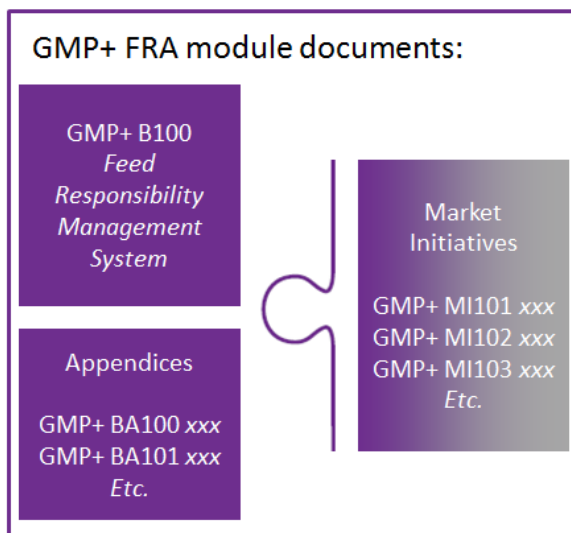 GMP+ FRA module documents:
GMP+ B100
Feed
Responsibility
Management
System
Appendices
GMP+ BA100 xxx
GMP+ BA101 xxx
Etc.
Market
Initiatives
GMP+ MI101 xxx
GMP+ MI102 xxx
GMP+ MI103 xxx
Etc.